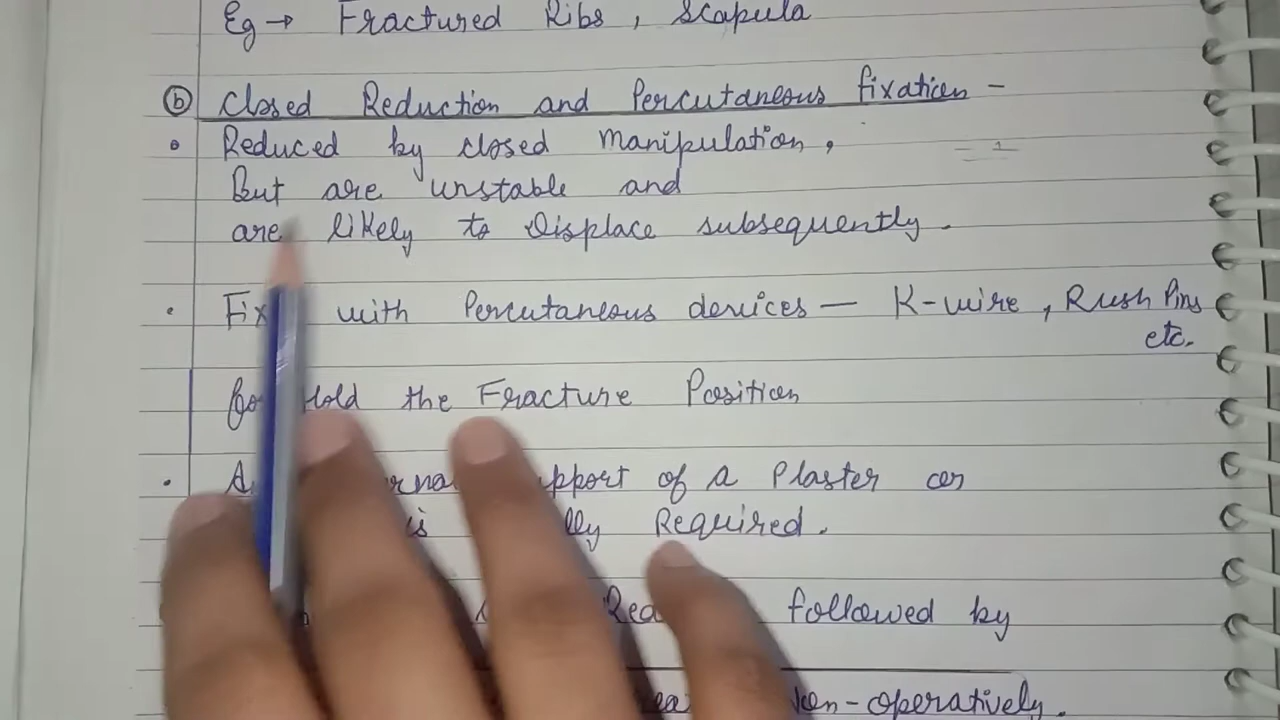 Eg → Fractured Ribs, Scapula
ⓑ Closed Reduction and Percutaneous fixation -
• Reduced by closed Manipulation,
But are unstable and
are likely to Displace subsequently.
• with Percutaneous devices — K-wire, Rush Pins
etc.
Hold the Fracture Position
• of a Plaster or
is Required.
followed by